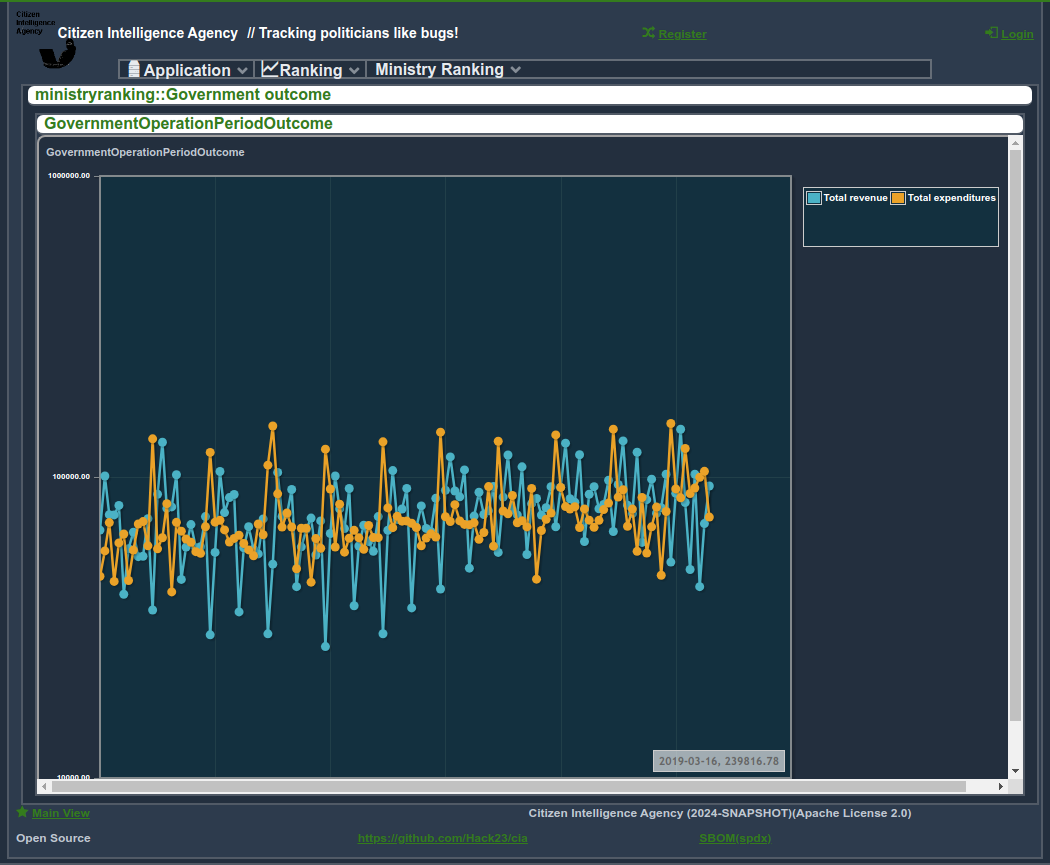 Citizen
Intelligence
Agency
Citizen Intelligence Agency // Tracking politicians like bugs!
Register
Login
Application
Ranking
Ministry Ranking
ministryranking::Government outcome
GovernmentOperationPeriodOutcome
GovernmentOperationPeriodOutcome
1000000.00
Total revenue
Total expenditures
100000.00
2019-03-16, 239816.78
10000.00
Main View
Citizen Intelligence Agency (2024-SNAPSHOT)(Apache License 2.0)
Open Source
https://github.com/Hack23/cia
SBOM(spdx)